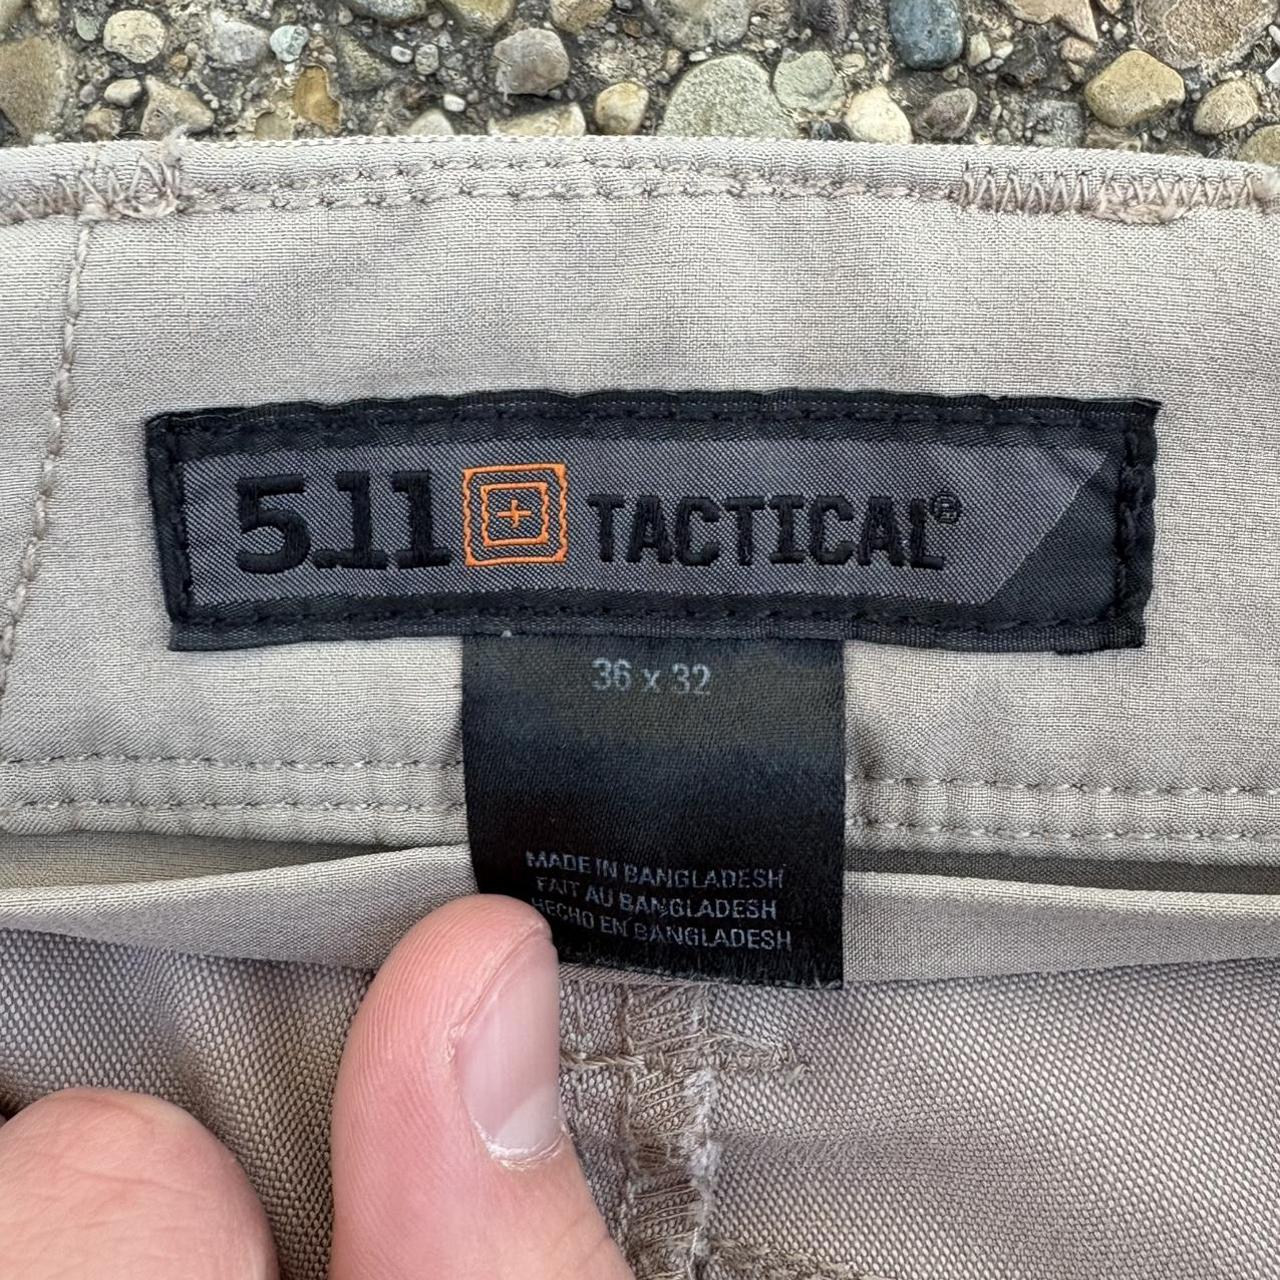 5.11 TACTICAL®
36 x 32
MADE IN BANGLADESH
FAIT AU BANGLADESH
HECHO EN BANGLADESH